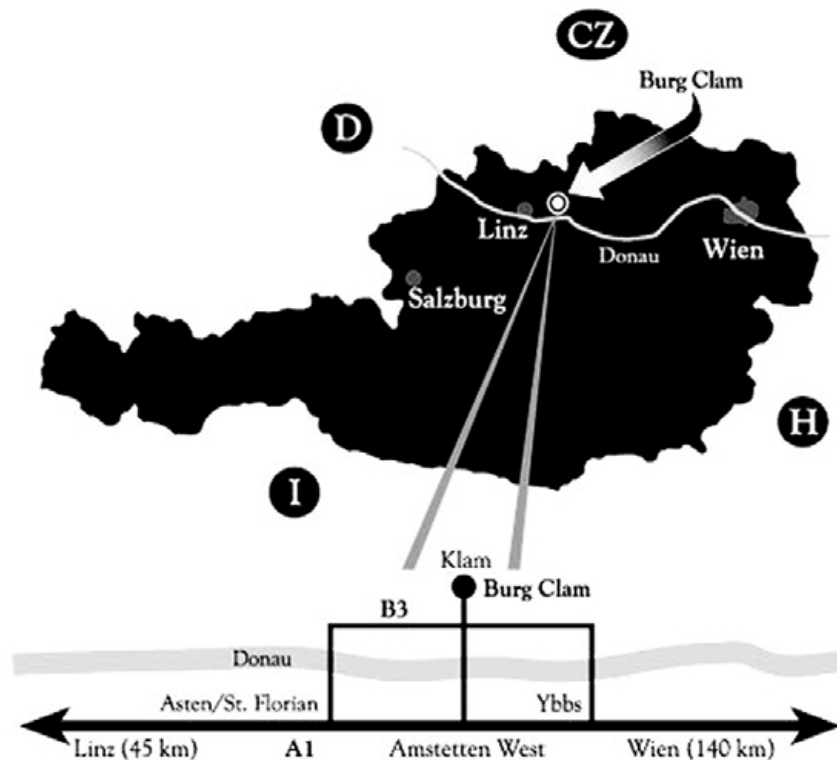 CZ
Burg Clam
D
Linz
Donau
Wien
Salzburg
H
I
Klam
Burg Clam
B3
Donau
Asten/St. Florian
Ybbs
Linz (45 km)
A1
Amstetten West
Wien (140 km)